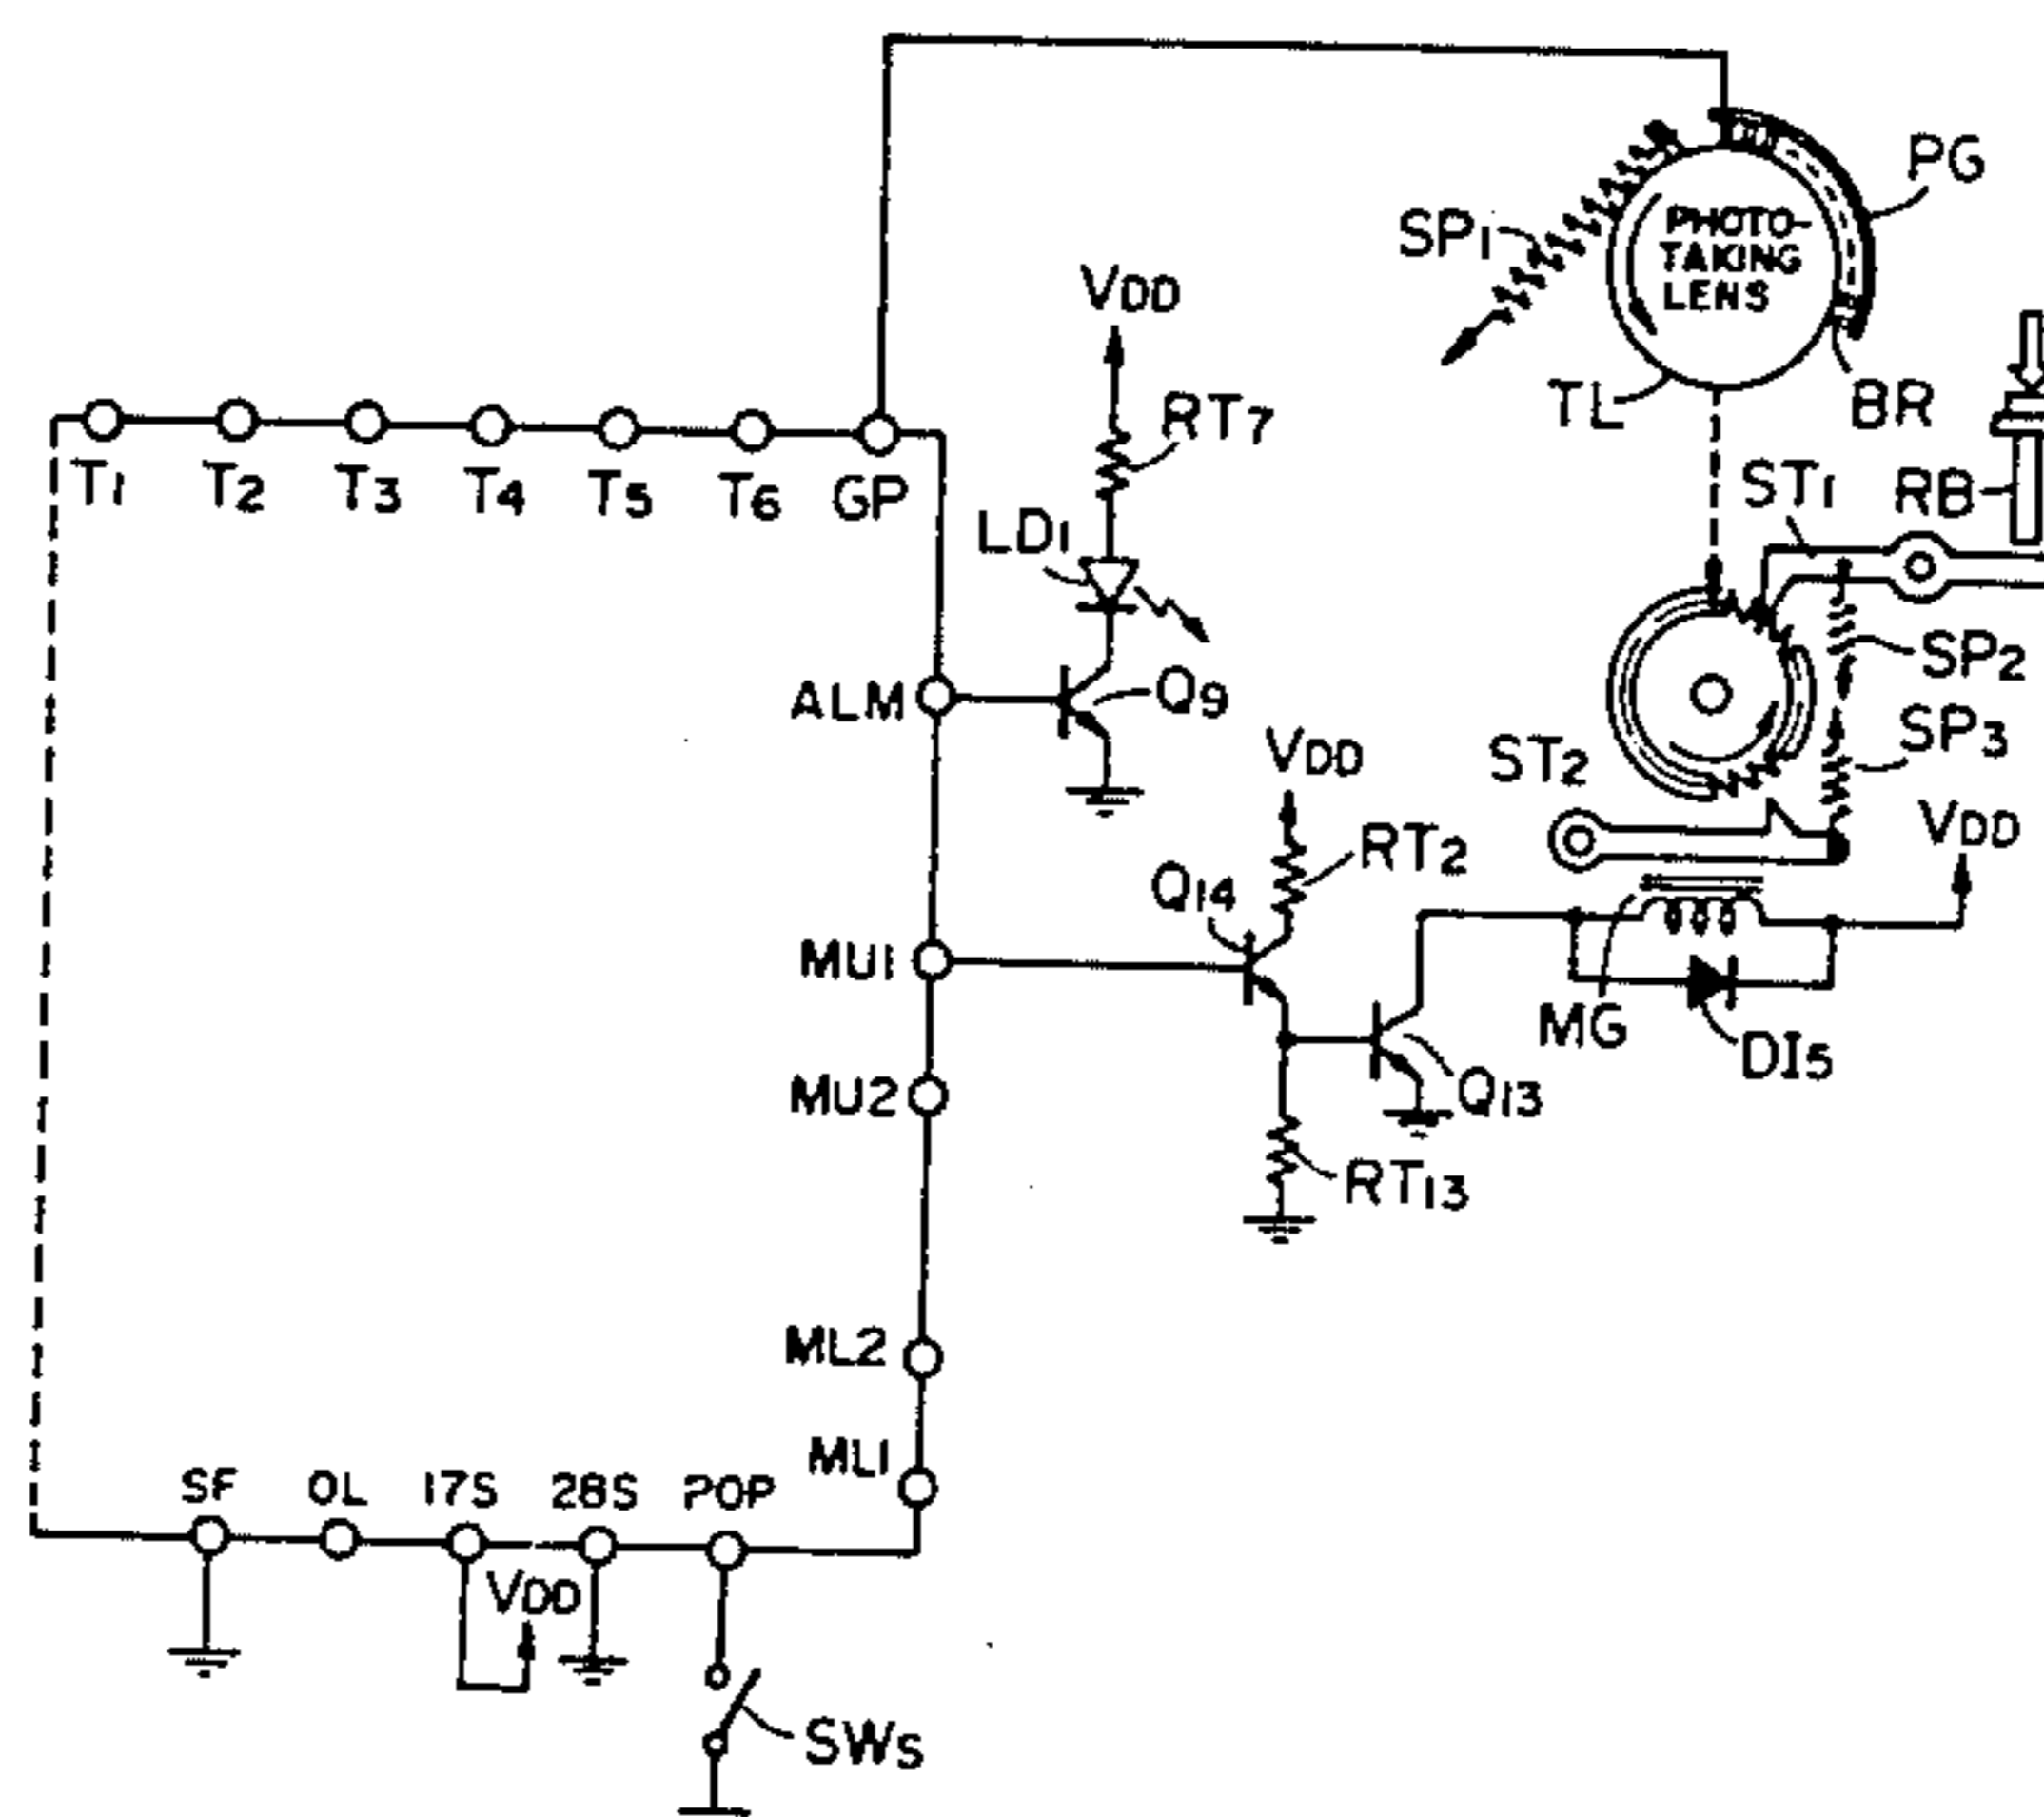 PG
SP1
PHOTO-
TAKING
LENS
VDD
TL
BR
RT7
T1 T2 T3 T4 T5 T6 GP
ST1
RB
LD1
SP2
ALM
Q9
SP3
VDD
ST2
VDD
RT2
Q14
MU1
MG
DI5
MU2
Q13
RT13
ML2
ML1
SF OL 17S 28S POP
VDD
SWS